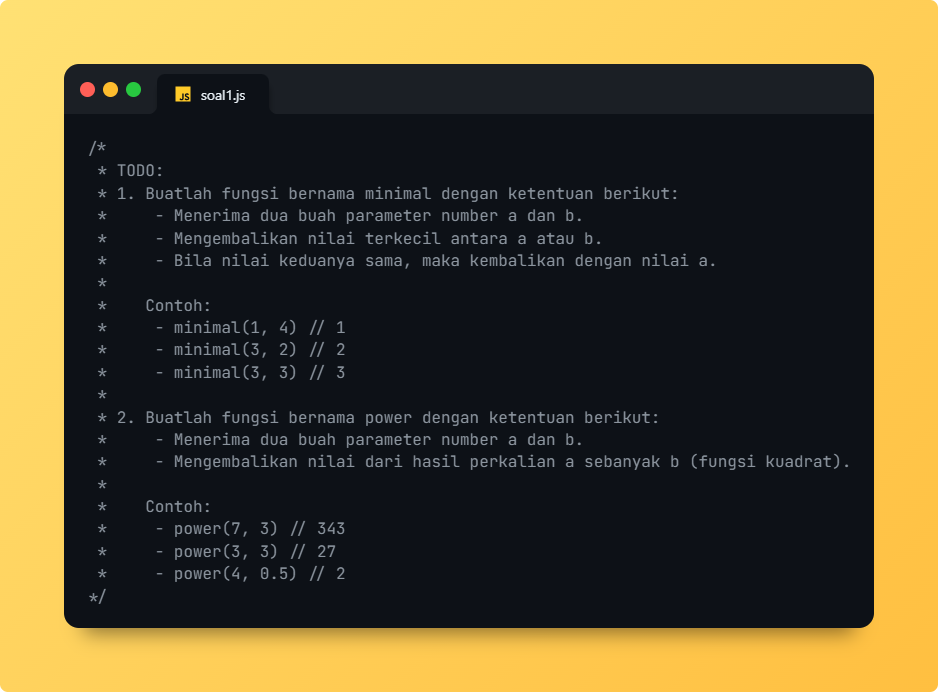 JS soal1.js
/*
 * TODO:
 * 1. Buatlah fungsi bernama minimal dengan ketentuan berikut:
 *     - Menerima dua buah parameter number a dan b.
 *     - Mengembalikan nilai terkecil antara a atau b.
 *     - Bila nilai keduanya sama, maka kembalikan dengan nilai a.
 *
 *    Contoh:
 *     - minimal(1, 4) // 1
 *     - minimal(3, 2) // 2
 *     - minimal(3, 3) // 3
 *
 * 2. Buatlah fungsi bernama power dengan ketentuan berikut:
 *     - Menerima dua buah parameter number a dan b.
 *     - Mengembalikan nilai dari hasil perkalian a sebanyak b (fungsi kuadrat).
 *
 *    Contoh:
 *     - power(7, 3) // 343
 *     - power(3, 3) // 27
 *     - power(4, 0.5) // 2
*/